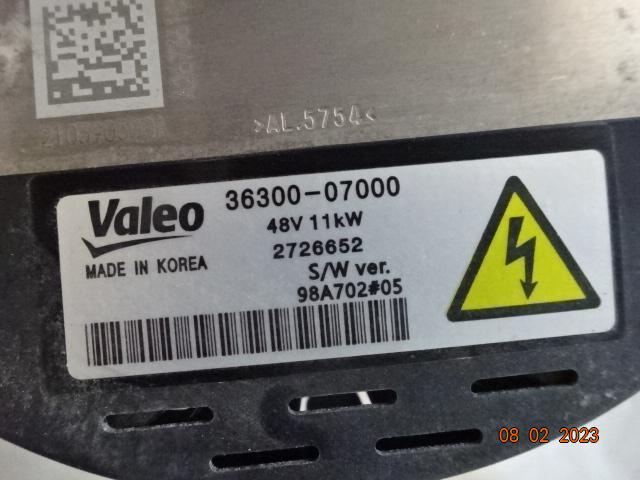 >AL.5754<
Valeo
36300-07000
48V 11kW
2726652
MADE IN KOREA
S/W ver.
98A702#05
08 02 2023